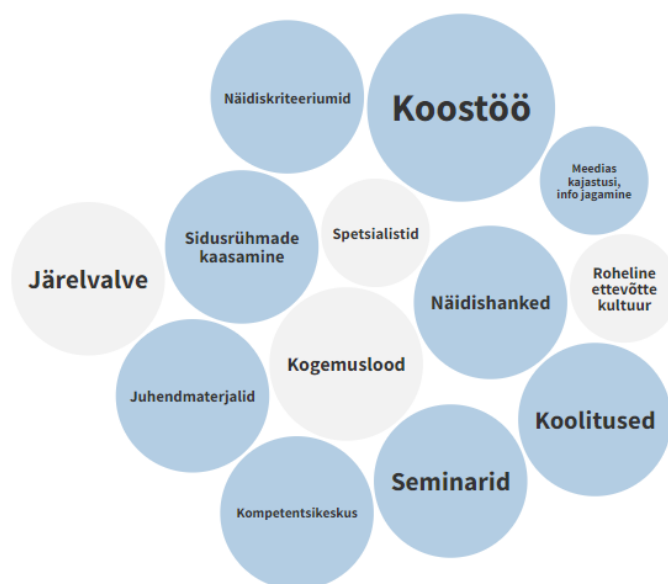 Näidiskriteeriumid
Koostöö
Meedias
kajastusi,
info jagamine
Sidusrühmade
kaasamine
Spetsialistid
Järelvalve
Näidishanked
Roheline
ettevõtte
kultuur
Kogemuslood
Juhendmaterjalid
Koolitused
Seminarid
Kompetentsikeskus